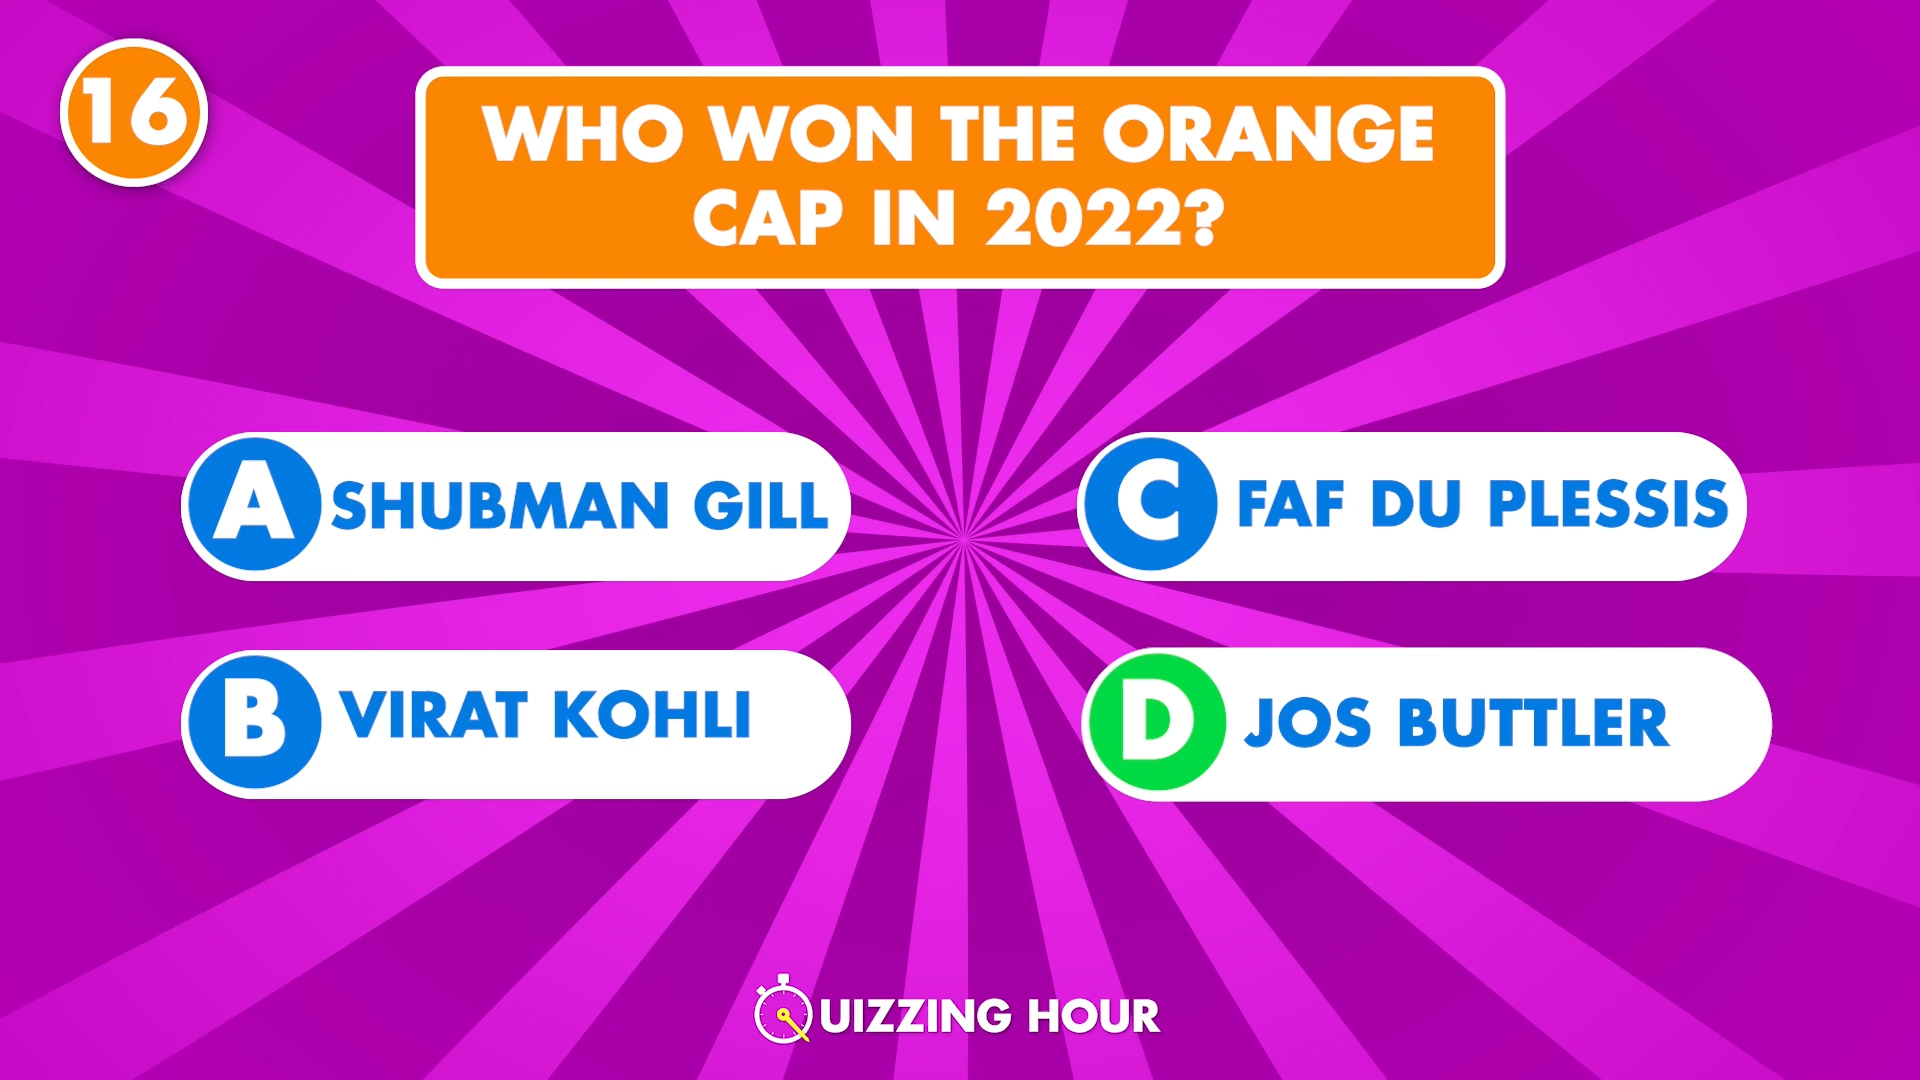 16
WHO WON THE ORANGE
CAP IN 2022?
A SHUBMAN GILL
B VIRAT KOHLI
C FAF DU PLESSIS
D JOS BUTTLER
QUIZZING HOUR